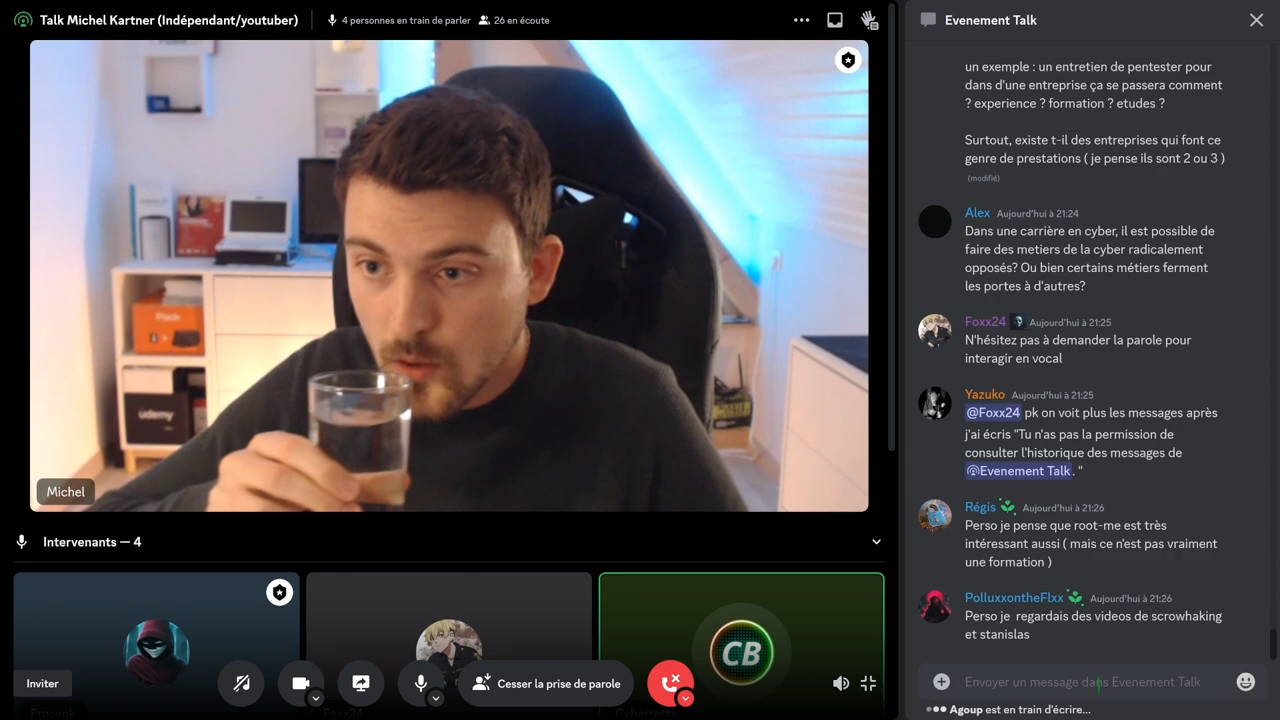 Talk Michel Kartner (Indépendant/youtuber)
4 personnes en train de parler
26 en écoute
Pack
ûdemy
Michel
Intervenants — 4
CB
Inviter
Cesser la prise de parole
Foxx24
Evenement Talk
un exemple : un entretien de pentester pour
dans d'une entreprise ça se passera comment
? experience ? formation ? etudes ?
Surtout, existe t-il des entreprises qui font ce
genre de prestations ( je pense ils sont 2 ou 3 )
(modifié)
Alex Aujourd'hui à 21:24
Dans une carrière en cyber, il est possible de
faire des metiers de la cyber radicalement
opposés? Ou bien certains métiers ferment
les portes à d'autres?
Foxx24 Aujourd'hui à 21:25
N'hésitez pas à demander la parole pour
interagir en vocal
Yazuko Aujourd'hui à 21:25
@Foxx24 pk on voit plus les messages après
j'ai écris "Tu n'as pas la permission de
consulter l'historique des messages de
Evenement Talk. "
Régis Aujourd'hui à 21:26
Perso je pense que root-me est très
intéressant aussi ( mais ce n'est pas vraiment
une formation )
PolluxxontheFlxx Aujourd'hui à 21:26
Perso je regardais des videos de scrowhaking
et stanislas
Envoyer un message dans Evenement Talk
Agoup est en train d'écrire...